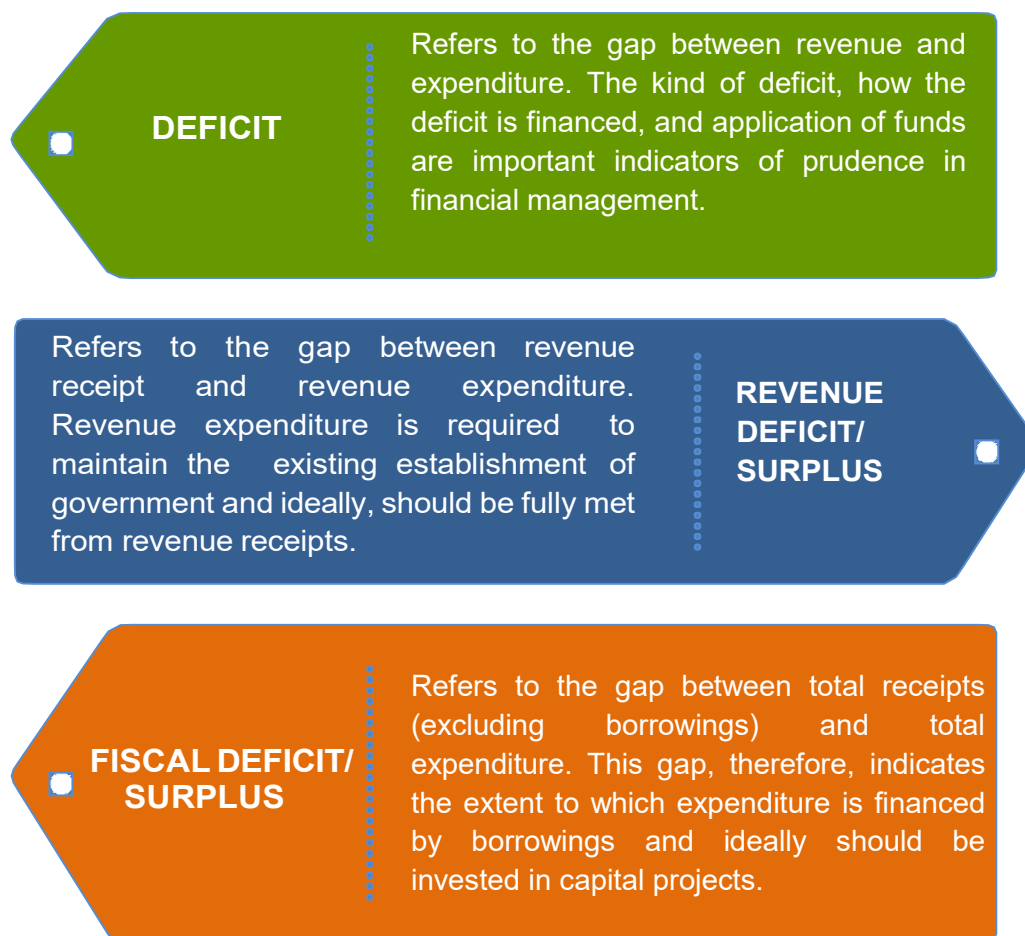 DEFICIT
Refers to the gap between revenue and
expenditure. The kind of deficit, how the
deficit is financed, and application of funds
are important indicators of prudence in
financial management.
Refers to the gap between revenue
receipt and revenue expenditure.
Revenue expenditure is required to
maintain the existing establishment of
government and ideally, should be fully met
from revenue receipts.
REVENUE
DEFICIT/
SURPLUS
FISCAL DEFICIT/
SURPLUS
Refers to the gap between total receipts
(excluding borrowings) and total
expenditure. This gap, therefore, indicates
the extent to which expenditure is financed
by borrowings and ideally should be
invested in capital projects.